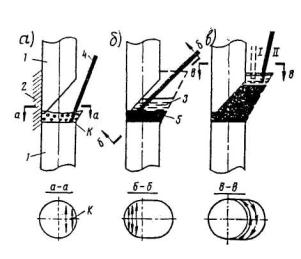 а) б) в)
1 4 Б I II
2 в в
а а 3
К 5
Б
1
а-а Б-Б В-В
К